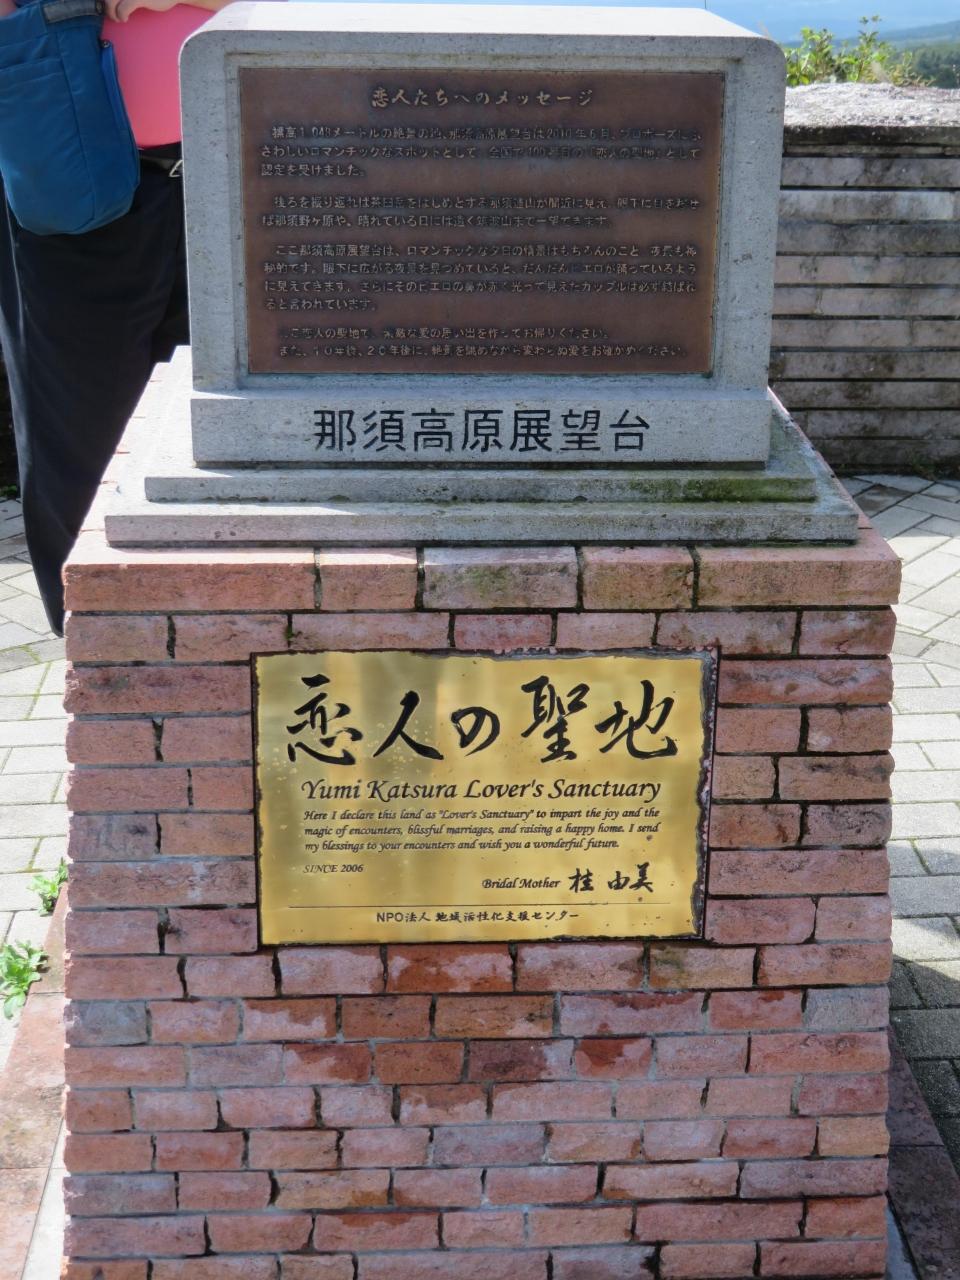 恋人たちへのメッセージ
標高1,048メートルの絶景の地、那須高原展望台は2010年6月、プロポーズにふ
さわしいロマンチックなスポットとして、全国で100番目の「恋人の聖地」として
認定を受けました。
後ろを振り返れば茶臼岳をはじめとする那須連山が間近に見え、眼下に目を移せ
ば那須野ヶ原や、晴れている日には遠く筑波山まで一望できます。
ここ那須高原展望台は、ロマンチックな夕日の情景はもちろんのこと 夜景も神
秘的です。眼下に広がる夜景を見つめていると、だんだんピエロが踊っているよう
に見えてきます。さらにそのピエロの鼻が赤く光って見えたカップルは必ず結ばれ
ると言われています。
ここ恋人の聖地で、素敵な愛の思い出を作ってお帰りください。
また、10年後、20年後に、絶景を眺めながら変わらぬ愛をお確かめください。
那須高原展望台
恋人の聖地
Yumi Katsura Lover's Sanctuary
Here I declare this land as "Lover's Sanctuary" to impart the joy and the
magic of encounters, blissful marriages, and raising a happy home. I send
my blessings to your encounters and wish you a wonderful future.
SINCE 2006
Bridal Mother 桂 由美
NPO法人 地域活性化支援センター